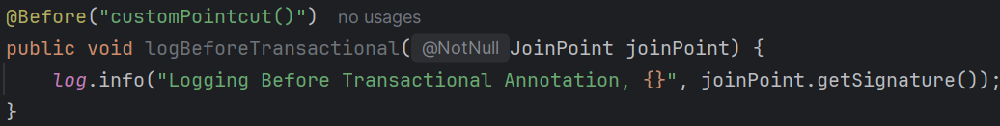 @Before("customPointcut()") no usages
public void logBeforeTransactional( @NotNull JoinPoint joinPoint) {
    log.info("Logging Before Transactional Annotation, {}", joinPoint.getSignature());
}